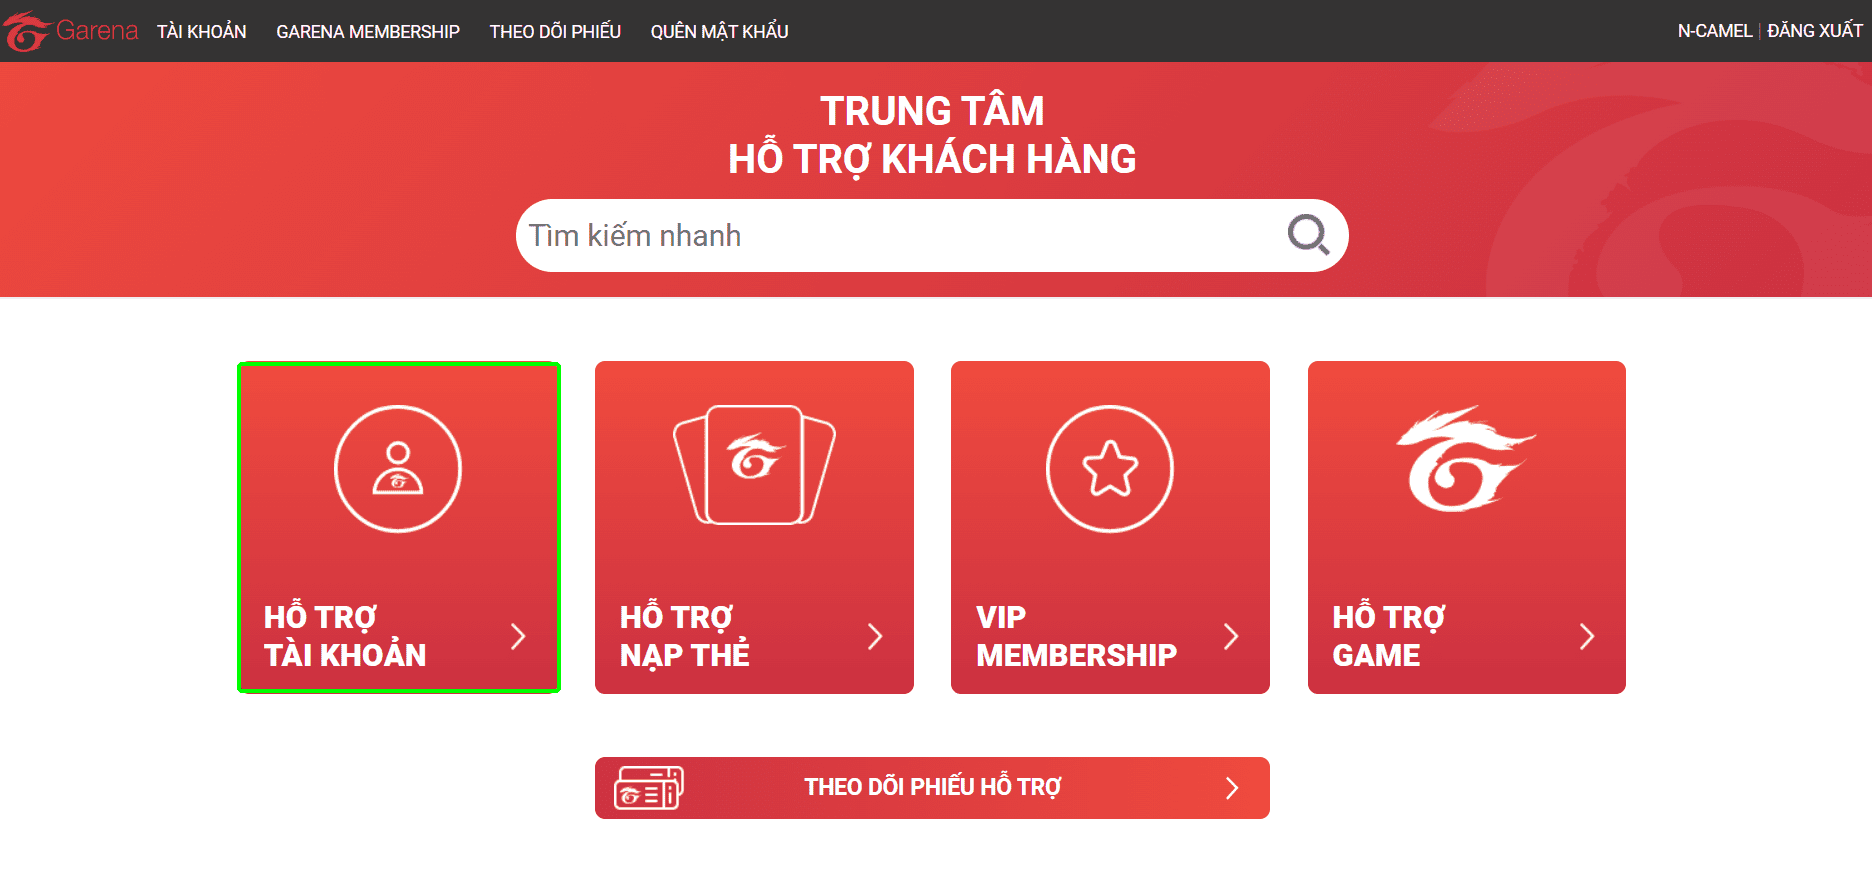 Garena
TÀI KHOẢN
GARENA MEMBERSHIP
THEO DÕI PHIẾU
QUÊN MẬT KHẨU
N-CAMEL | ĐĂNG XUẤT
TRUNG TÂM
HỖ TRỢ KHÁCH HÀNG
Tìm kiếm nhanh
HỖ TRỢ
TÀI KHOẢN
HỖ TRỢ
NẠP THẺ
VIP
MEMBERSHIP
HỖ TRỢ
GAME
THEO DÕI PHIẾU HỖ TRỢ